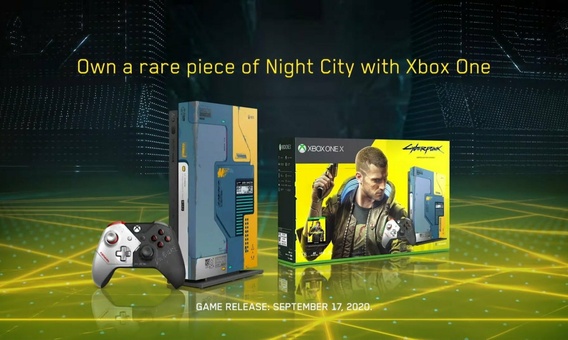 Own a rare piece of Night City with Xbox One
XBOX ONE X
Cyberpunk
GAME RELEASE: SEPTEMBER 17, 2020.